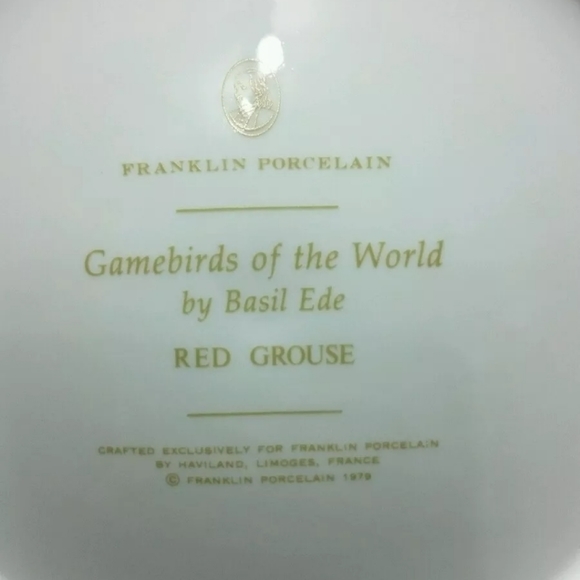 FRANKLIN PORCELAIN
Gamebirds of the World
by Basil Ede
RED GROUSE
CRAFTED EXCLUSIVELY FOR FRANKLIN PORCELAIN
BY HAVILAND, LIMOGES, FRANCE
© FRANKLIN PORCELAIN 1979